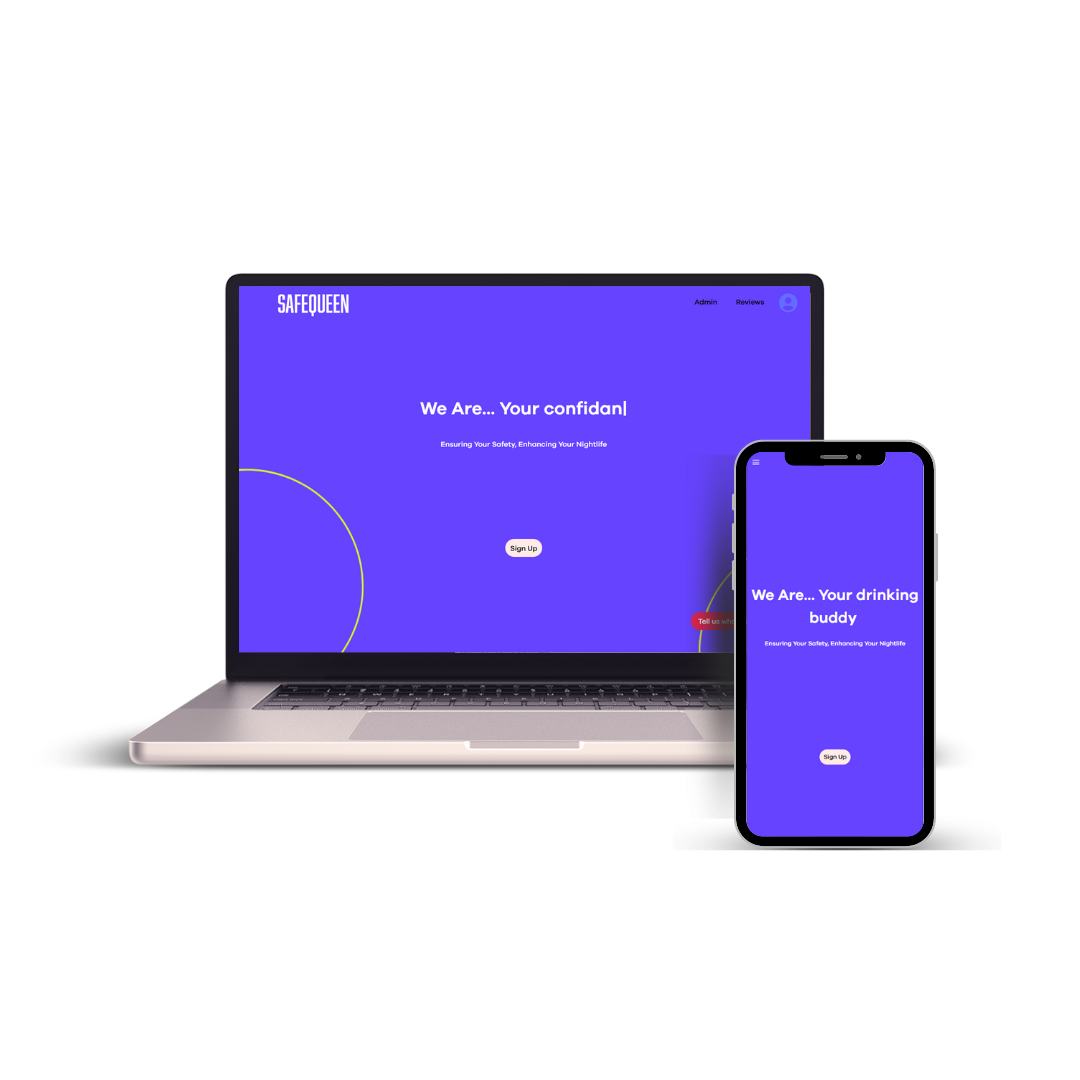 SAFEQUEEN
Admin
Reviews
We Are... Your confidan|
Ensuring Your Safety, Enhancing Your Nightlife
Sign Up
Tell us
We Are... Your drinking
buddy
Ensuring Your Safety, Enhancing Your Nightlife
Sign Up